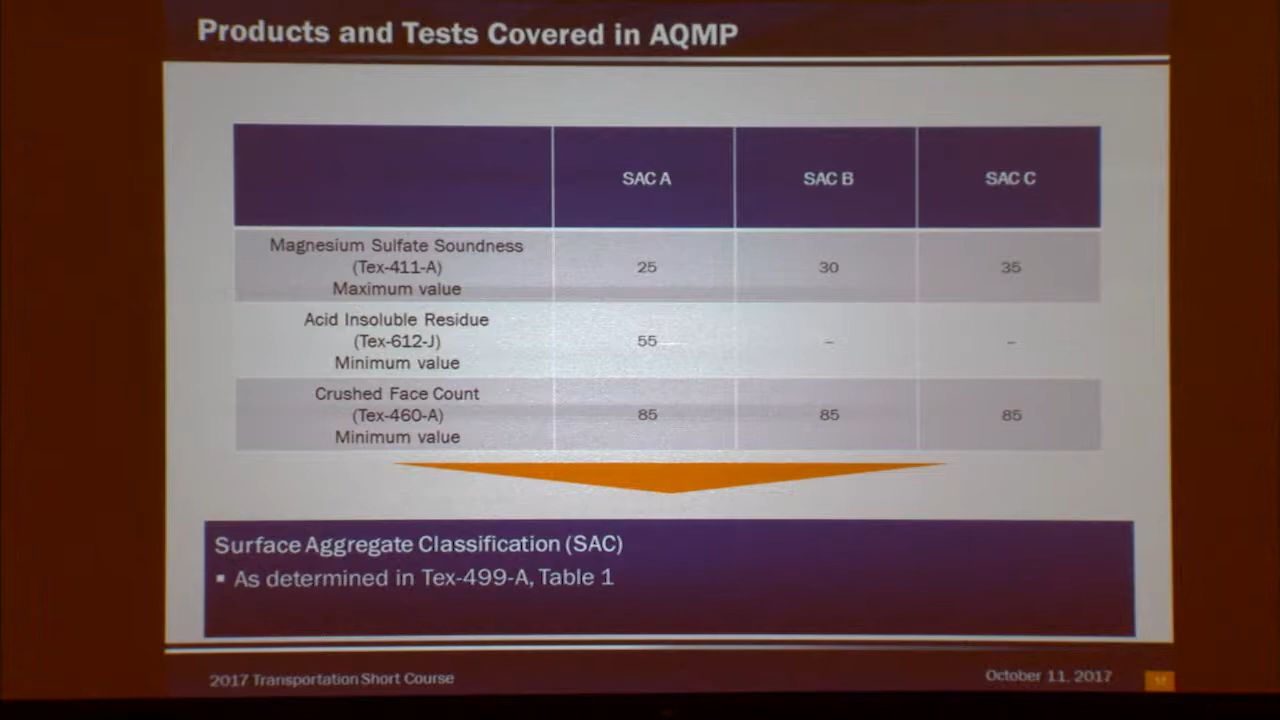 Products and Tests Covered in AQMP
SAC A
SAC B
SAC C
Magnesium Sulfate Soundness
(Tex-411-A)
Maximum value
25
30
35
Acid Insoluble Residue
(Tex-612-J)
Minimum value
55
–
–
Crushed Face Count
(Tex-460-A)
Minimum value
85
85
85
Surface Aggregate Classification (SAC)
▪ As determined in Tex-499-A, Table 1
2017 Transportation Short Course
October 11, 2017